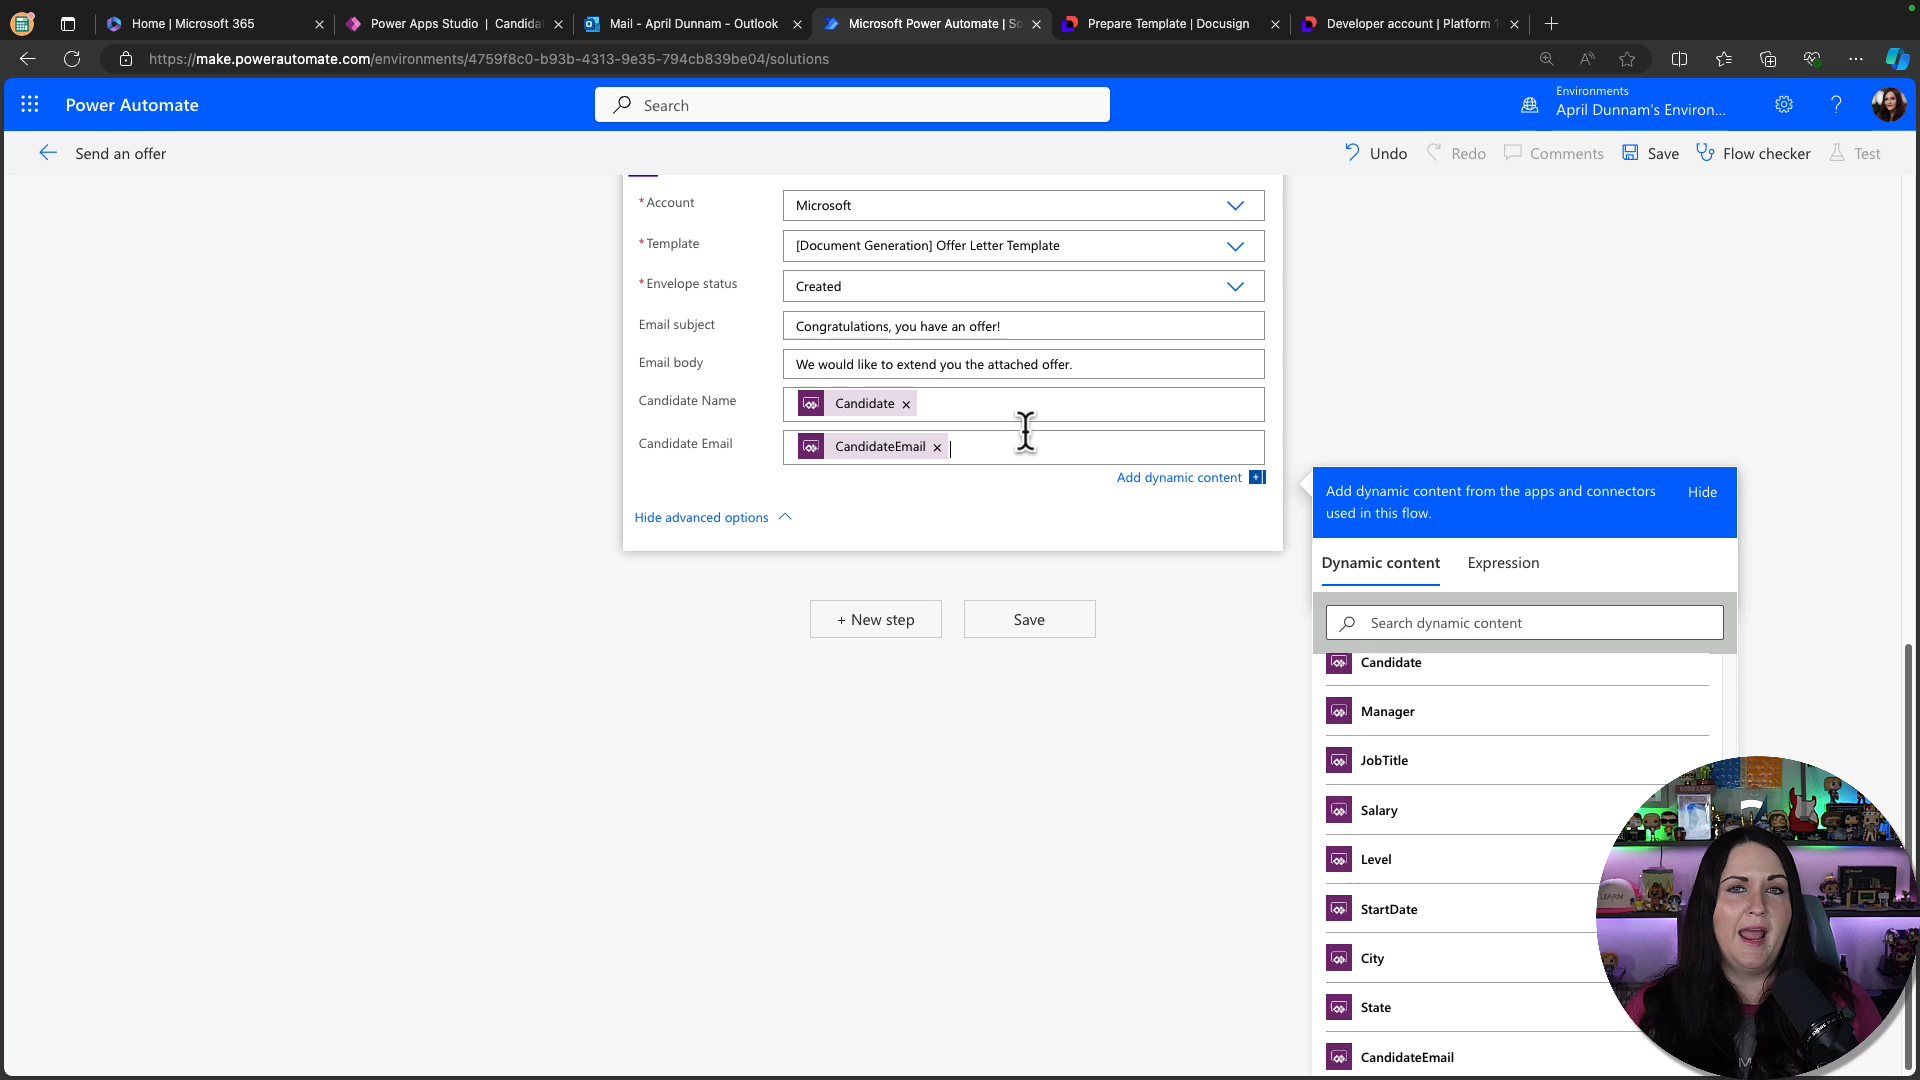 Home | Microsoft 365
Power Apps Studio | Candidat
Mail - April Dunnam - Outlook
Microsoft Power Automate | So
Prepare Template | Docusign
Developer account | Platform
https://make.powerautomate.com/environments/4759f8c0-b93b-4313-9e35-794cb839be04/solutions
Power Automate
Search
Environments
April Dunnam's Environ...
Send an offer
Undo
Redo
Comments
Save
Flow checker
Test
* Account
Microsoft
* Template
[Document Generation] Offer Letter Template
* Envelope status
Created
Email subject
Congratulations, you have an offer!
Email body
We would like to extend you the attached offer.
Candidate Name
Candidate
Candidate Email
CandidateEmail
Add dynamic content
Hide advanced options
+ New step
Save
Add dynamic content from the apps and connectors
used in this flow.
Hide
Dynamic content
Expression
Search dynamic content
Candidate
Manager
JobTitle
Salary
Level
StartDate
City
State
CandidateEmail
BOSS LADY
LEARN